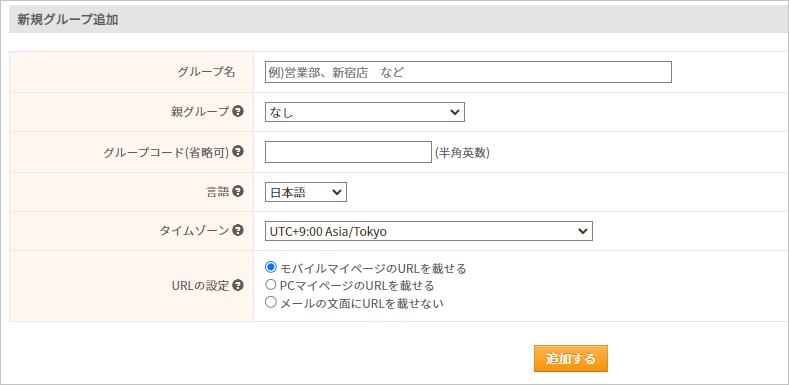 新規グループ追加
グループ名 例)営業部、新宿店　など
親グループ ? なし
グループコード(省略可) ? (半角英数)
言語 ? 日本語
タイムゾーン ? UTC+9:00 Asia/Tokyo
モバイルマイページのURLを載せる
URLの設定 ? PCマイページのURLを載せる
メールの文面にURLを載せない
追加する